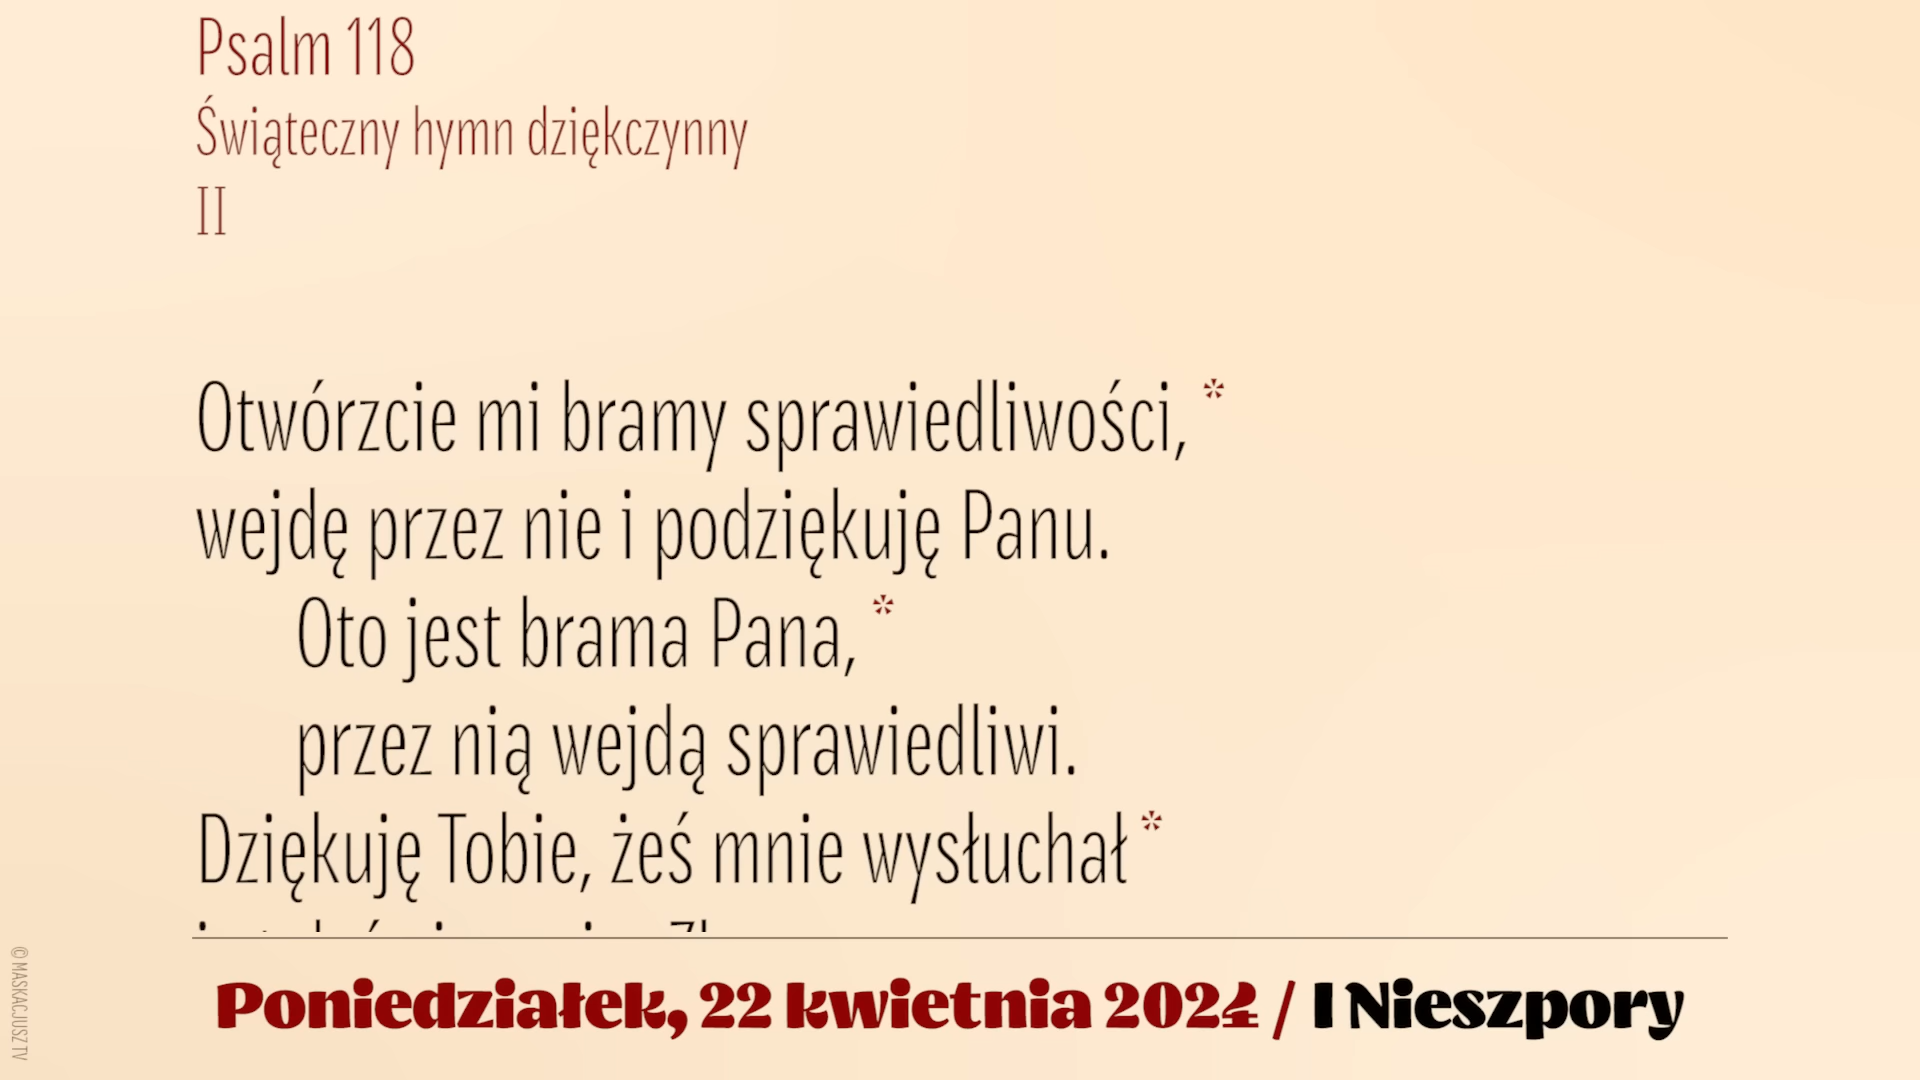 Psalm 118
Świąteczny hymn dziękczynny
II
Otwórzcie mi bramy sprawiedliwości, *
wejdę przez nie i podziękuję Panu.
Oto jest brama Pana, *
przez nią wejdą sprawiedliwi.
Dziękuję Tobie, żeś mnie wysłuchał *
Poniedziałek, 22 kwietnia 2024 / I Nieszpory
© MASKACJUSZ TV